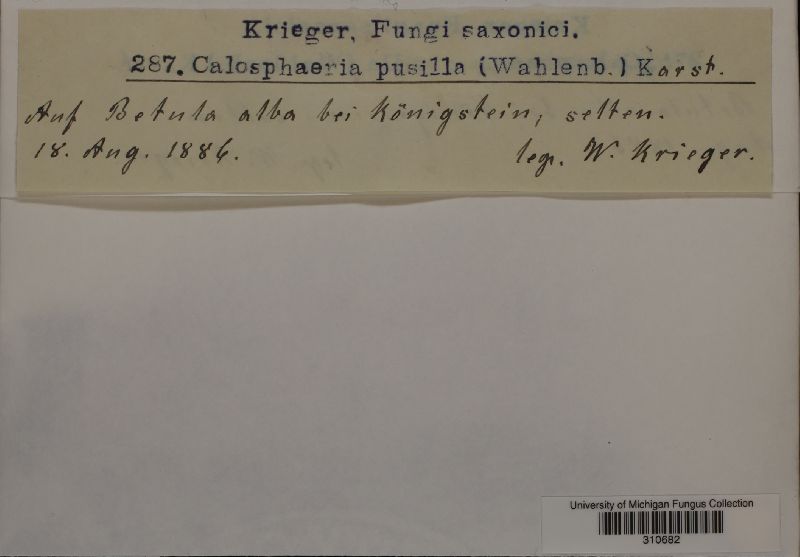 Krieger, Fungi saxonici.
287. Calosphaeria pusilla (Wahlenb.) Karst.
Auf Betula alba bei Königstein, selten.
18. Aug. 1886.
leg. W. Krieger.
University of Michigan Fungus Collection
310682